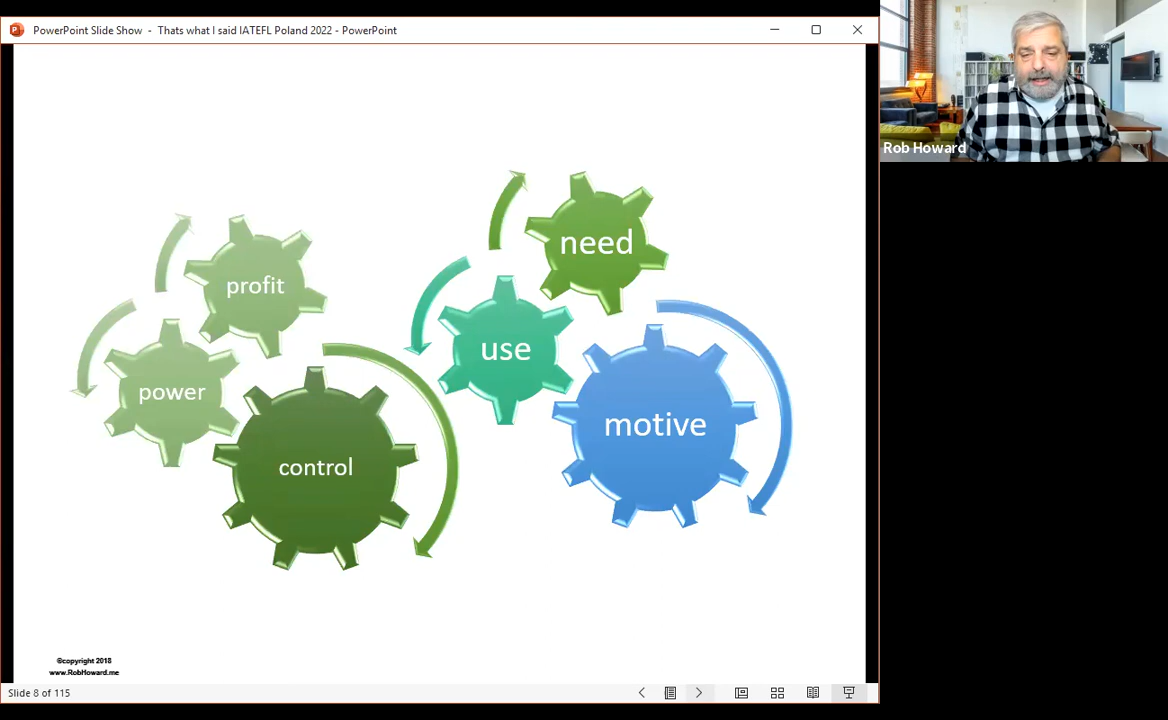 PowerPoint Slide Show - Thats what I said IATEFL Poland 2022 - PowerPoint
Rob Howard
need
profit
use
power
motive
control
©copyright 2018
www.RobHoward.me
Slide 8 of 115